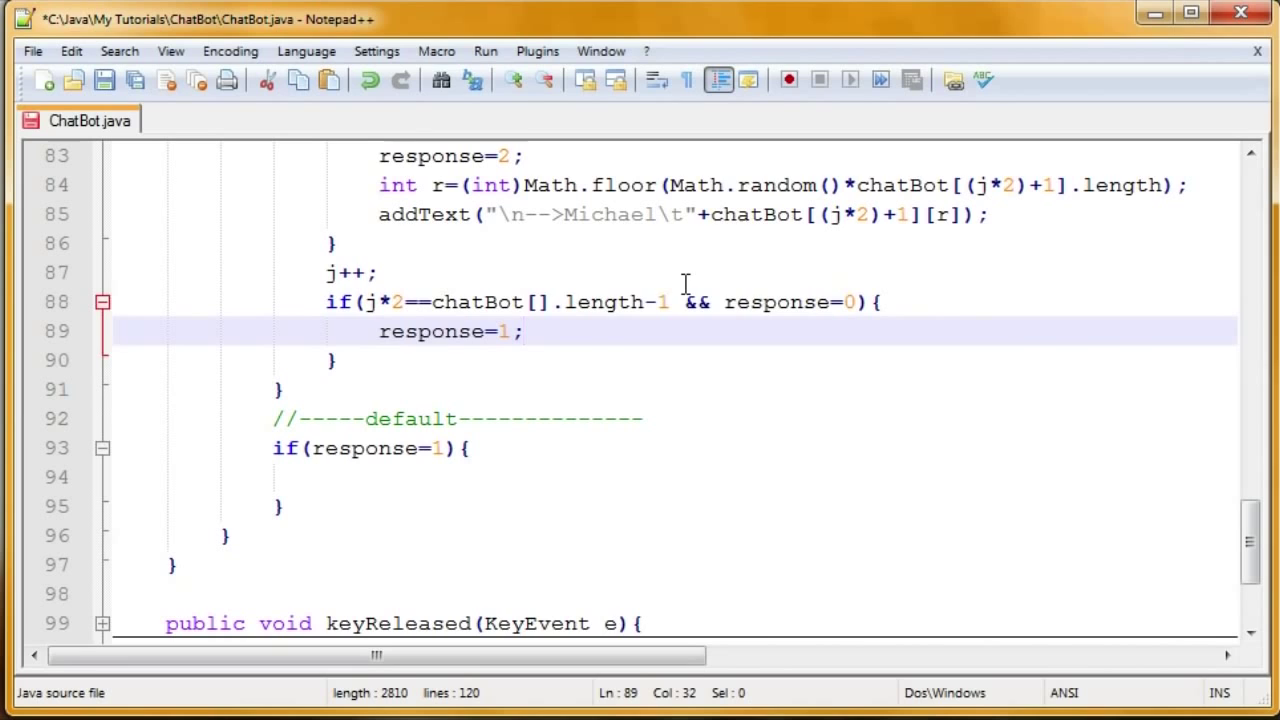 *C:\Java\My Tutorials\ChatBot\ChatBot.java - Notepad++
File Edit Search View Encoding Language Settings Macro Run Plugins Window ? X
ABC
ChatBot.java
83 response=2;
84 int r=(int)Math.floor(Math.random()*chatBot[(j*2)+1].length);
85 addText("\n-->Michael\t"+chatBot[(j*2)+1][r]);
86 }
87 j++;
88 if(j*2==chatBot[].length-1 && response=0){
89 response=1;
90 }
91 }
92 //-----default--------------
93 if(response=1){
94
95 }
96 }
97 }
98
99 public void keyReleased(KeyEvent e){
Java source file length : 2810 lines : 120 Ln : 89 Col : 32 Sel : 0 Dos\Windows ANSI INS